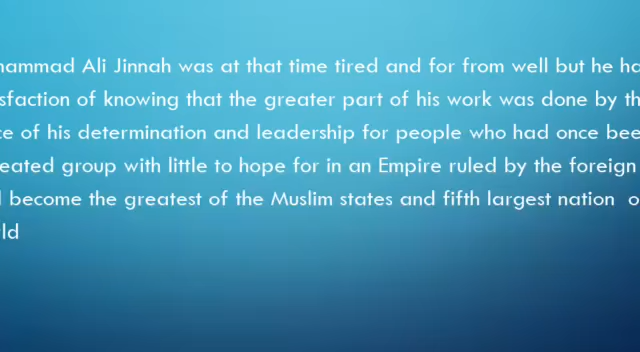 hammad Ali Jinnah was at that time tired and for from well but he ha
sfaction of knowing that the greater part of his work was done by th
ce of his determination and leadership for people who had once bee
eated group with little to hope for in an Empire ruled by the foreign
become the greatest of the Muslim states and fifth largest nation o
ld